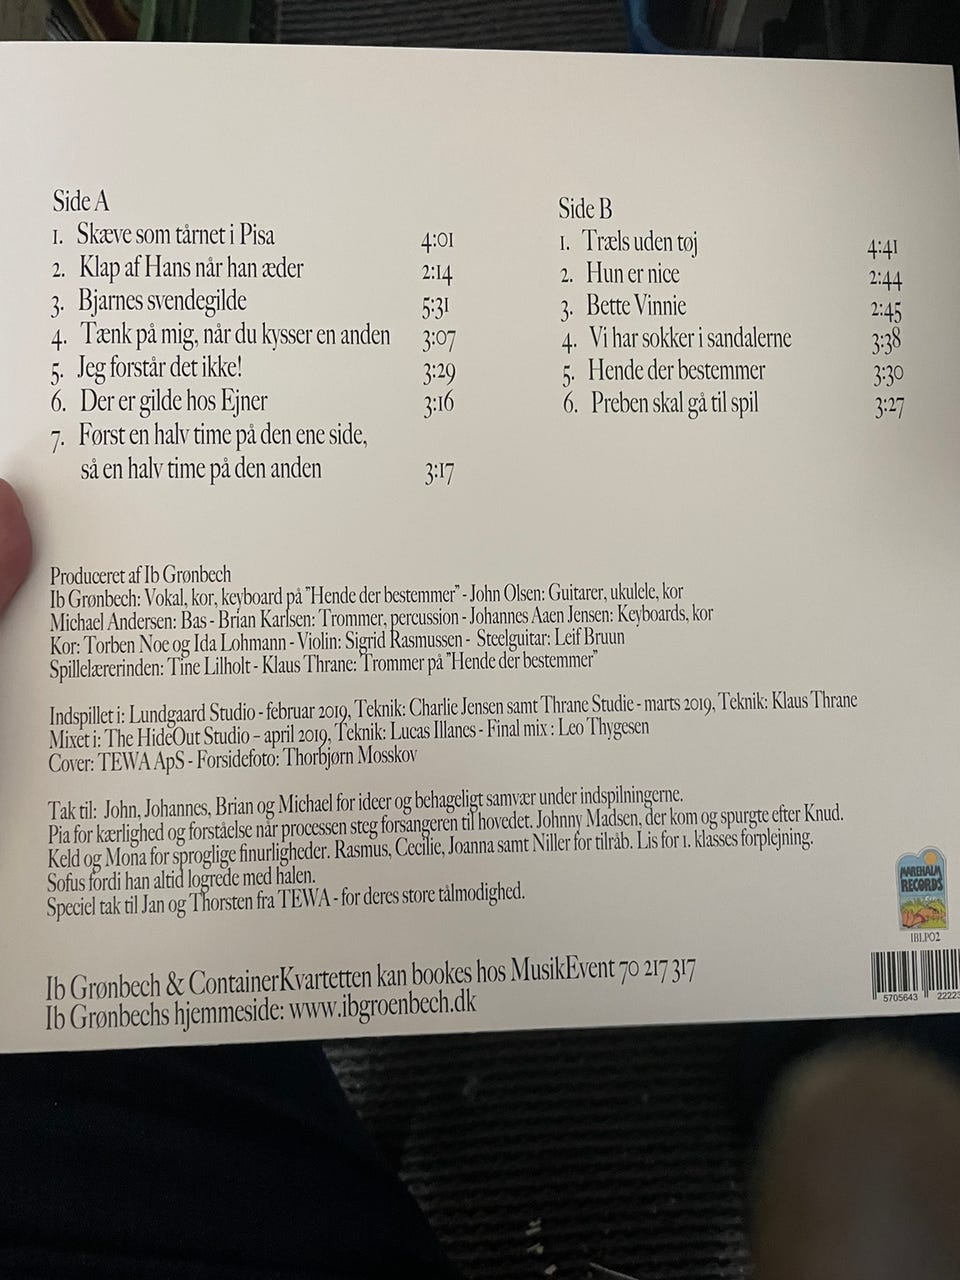 Side A
1. Skæve som tårnet i Pisa 4:01
2. Klap af Hans når han æder 2:14
3. Bjarnes svendegilde 5:31
4. Tænk på mig, når du kysser en anden 3:07
5. Jeg forstår det ikke! 3:29
6. Der er gilde hos Ejner 3:16
7. Først en halv time på den ene side,
så en halv time på den anden 3:17
Side B
1. Træls uden tøj 4:41
2. Hun er nice 2:44
3. Bette Vinnie 2:45
4. Vi har sokker i sandalerne 3:38
5. Hende der bestemmer 3:30
6. Preben skal gå til spil 3:27
Produceret af Ib Grønbech
Ib Grønbech: Vokal, kor, keyboard på "Hende der bestemmer" - John Olsen: Guitarer, ukulele, kor
Michael Andersen: Bas - Brian Karlsen: Trommer, percussion - Johannes Aaen Jensen: Keyboards, kor
Kor: Torben Noe og Ida Lohmann - Violin: Sigrid Rasmussen - Steelguitar: Leif Bruun
Spillelærerinden: Tine Lilholt - Klaus Thrane: Trommer på "Hende der bestemmer"
Indspillet i: Lundgaard Studio - februar 2019, Teknik: Charlie Jensen samt Thrane Studie - marts 2019, Teknik: Klaus Thrane
Mixet i: The HideOut Studio – april 2019, Teknik: Lucas Illanes - Final mix : Leo Thygesen
Cover: TEWA ApS - Forsidefoto: Thorbjørn Mosskov
Tak til: John, Johannes, Brian og Michael for ideer og behageligt samvær under indspilningerne.
Pia for kærlighed og forståelse når processen steg forsangeren til hovedet. Johnny Madsen, der kom og spurgte efter Knud.
Keld og Mona for sproglige finurligheder. Rasmus, Cecilie, Joanna samt Niller for tilråb. Lis for 1. klasses forplejning.
Sofus fordi han altid logrede med halen.
Speciel tak til Jan og Thorsten fra TEWA - for deres store tålmodighed.
MAREHALM
RECORDS
IBLP02
5705643 22223
Ib Grønbech & ContainerKvartetten kan bookes hos MusikEvent 70 217 317
Ib Grønbechs hjemmeside: www.ibgroenbech.dk